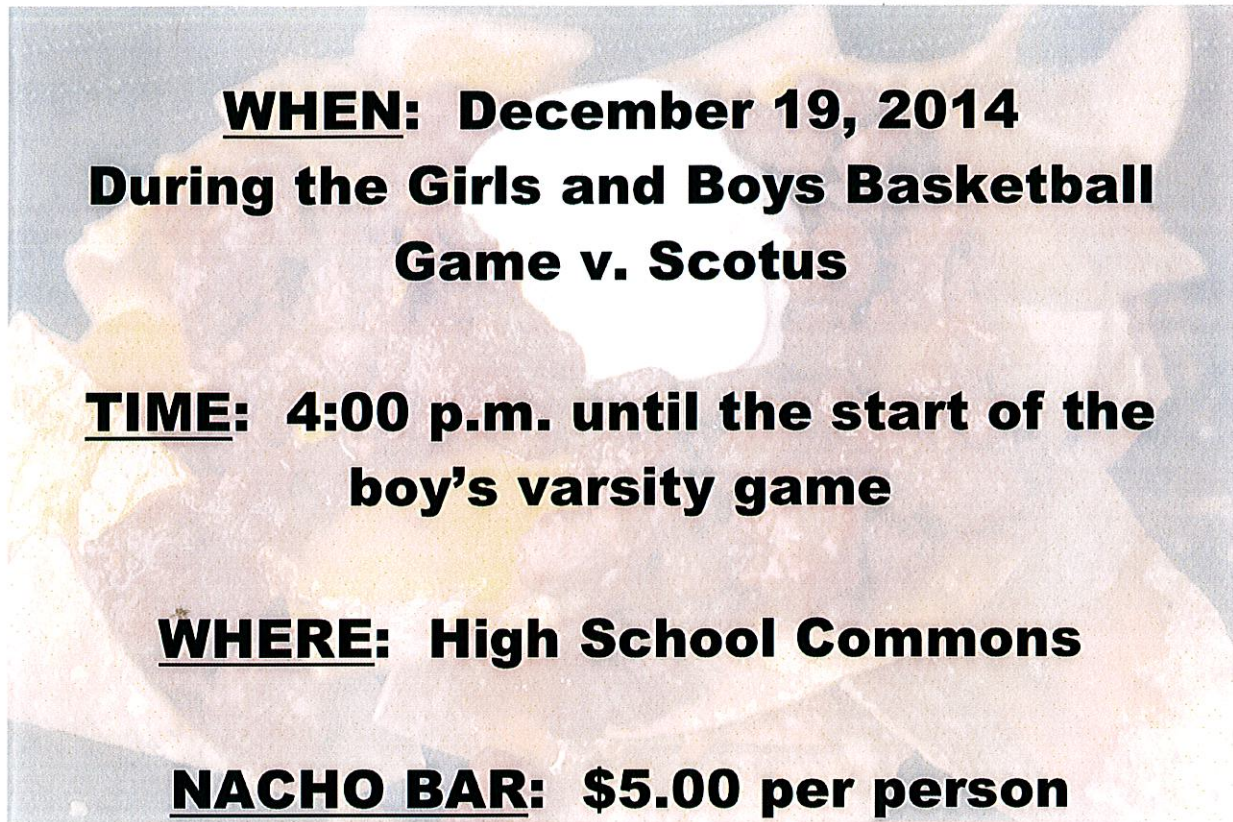 WHEN: December 19, 2014
During the Girls and Boys Basketball
Game v. Scotus
TIME: 4:00 p.m. until the start of the
boy’s varsity game
WHERE: High School Commons
NACHO BAR: $5.00 per person